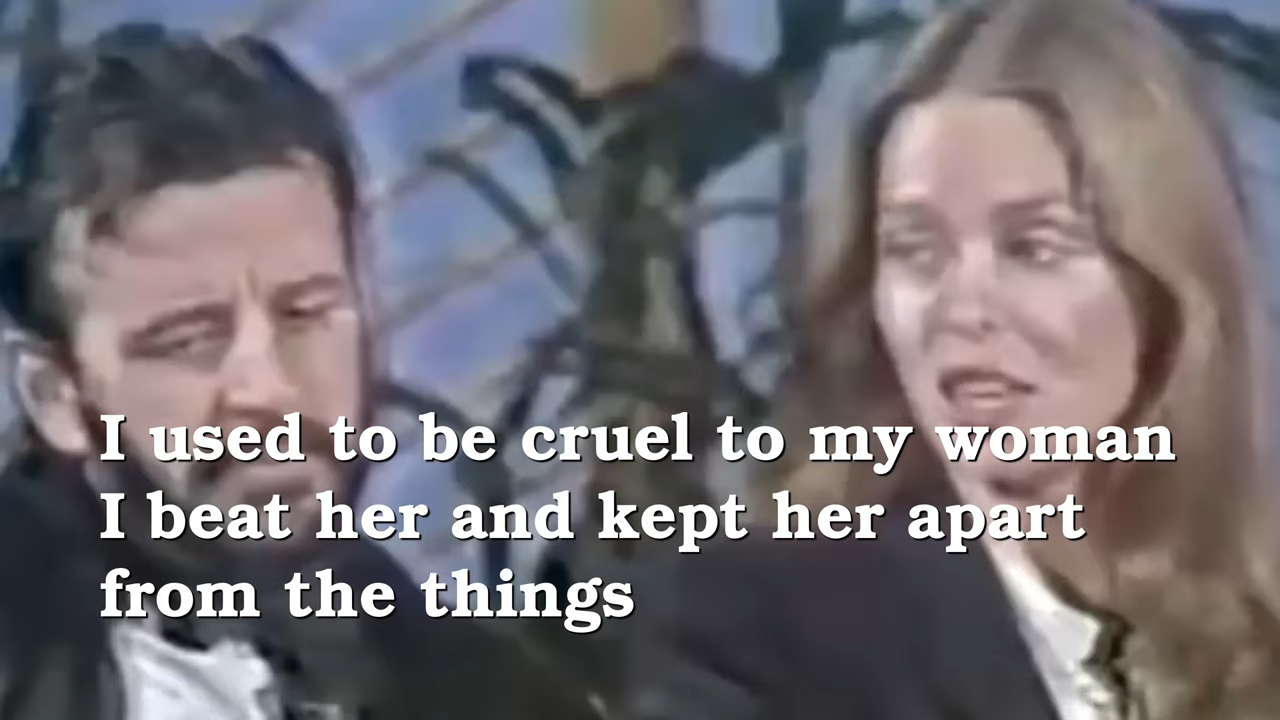 I used to be cruel to my woman
I beat her and kept her apart
from the things